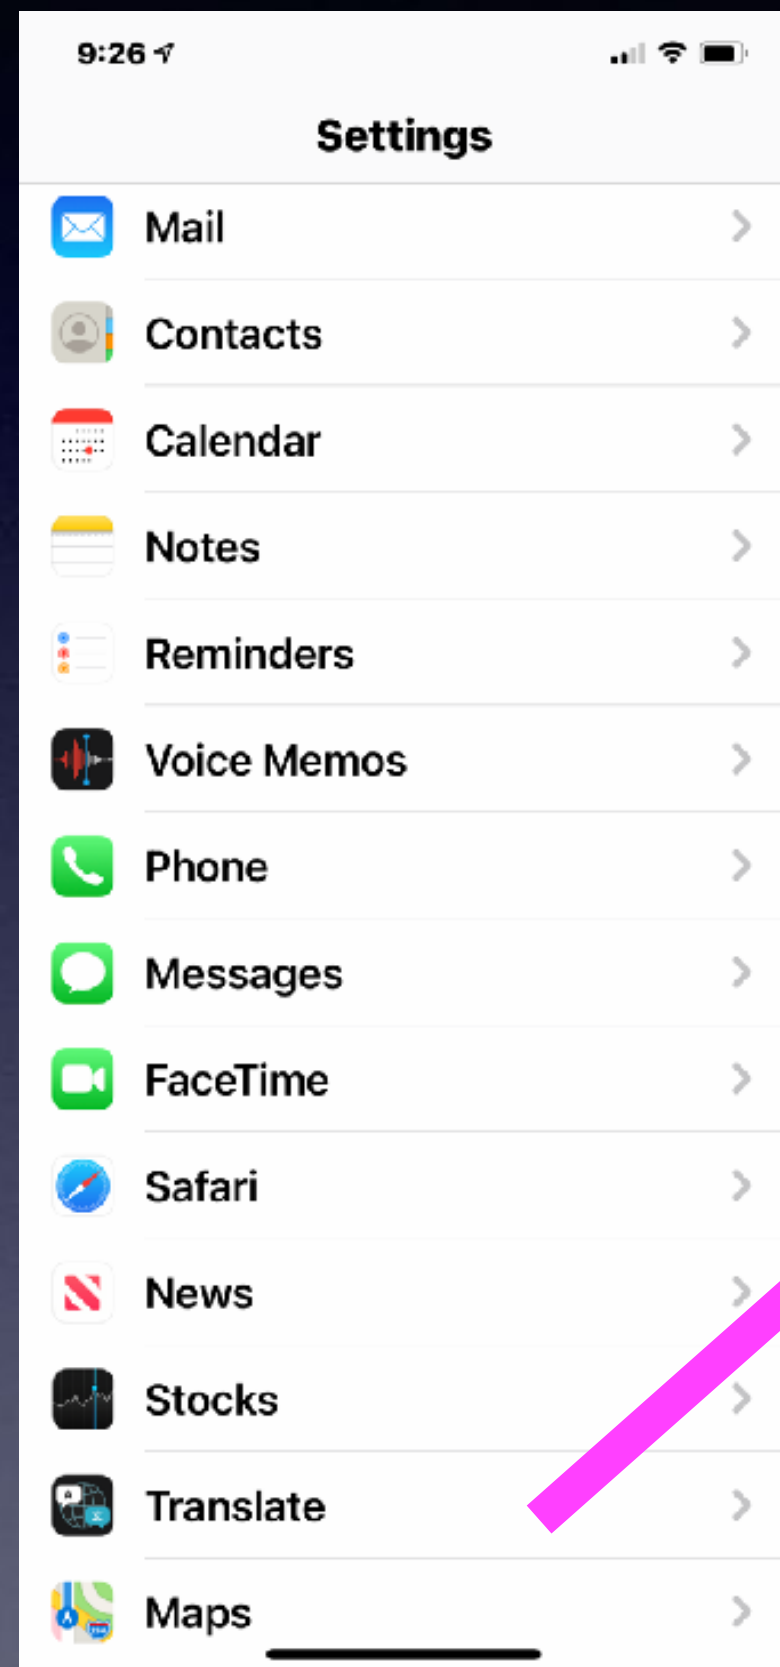 9:26
Settings
Mail
Contacts
Calendar
Notes
Reminders
Voice Memos
Phone
Messages
FaceTime
Safari
News
Stocks
Translate
Maps